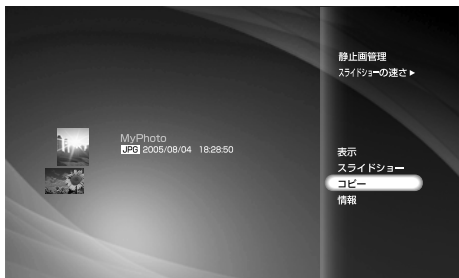 静止画管理
スライドショーの速さ▶
MyPhoto
JPG 2005/08/04 18:28:50
表示
スライドショー
コピー
情報